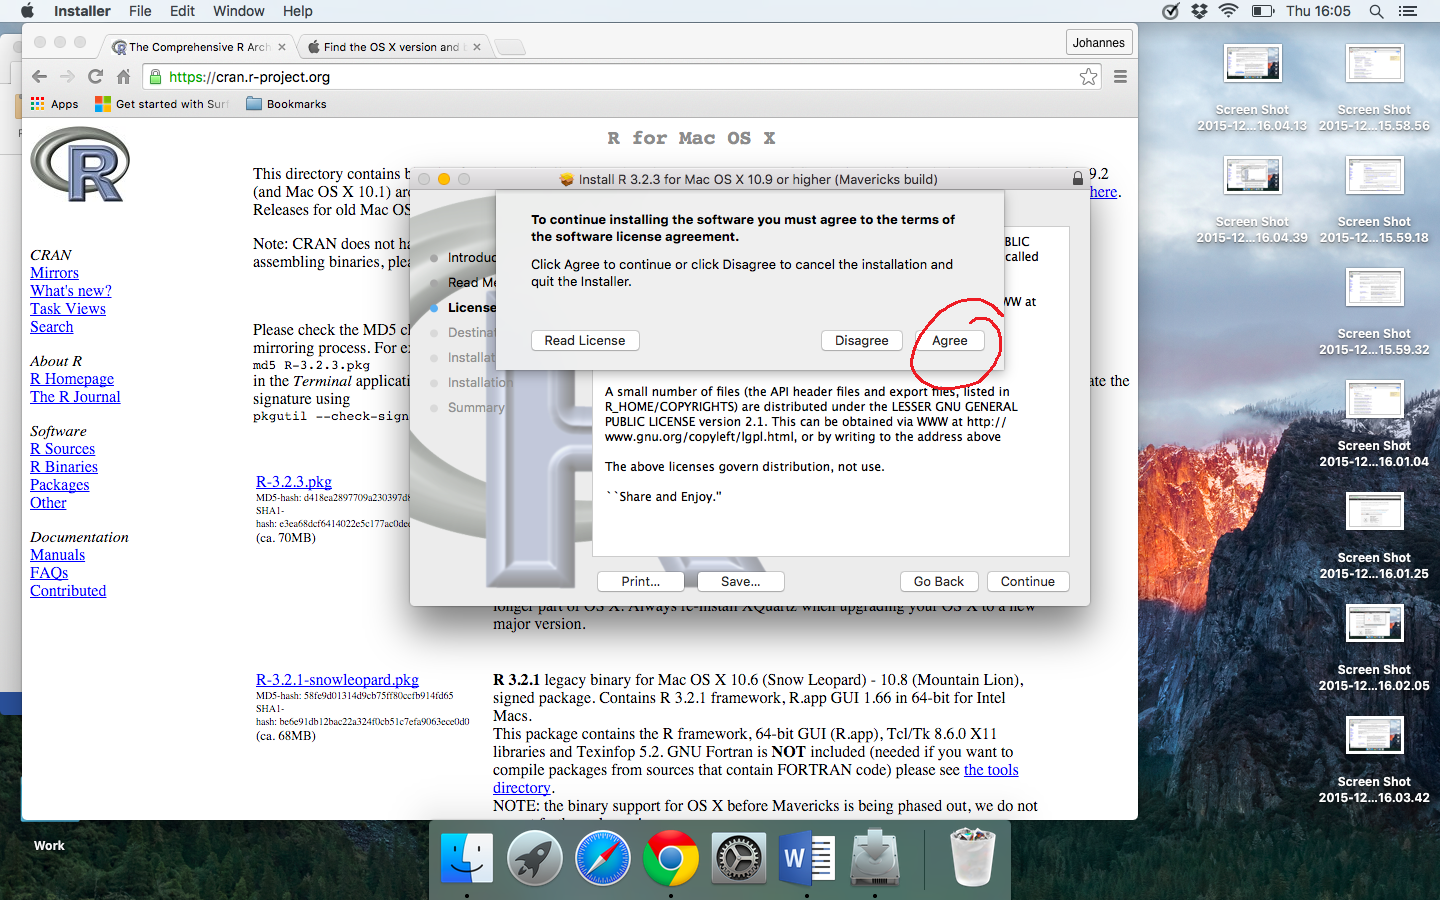 Installer File Edit Window Help Thu 16:05
The Comprehensive R Arch
Find the OS X version and
Johannes
https://cran.r-project.org
Apps Get started with Surf Bookmarks
R for Mac OS X
This directory contains b 9.2
(and Mac OS X 10.1) are here.
Releases for old Mac OS
Note: CRAN does not ha
assembling binaries, plea
Please check the MD5 ch
mirroring process. For ex
md5 R-3.2.3.pkg
in the Terminal applicati ate the
signature using
pkgutil --check-sign
CRAN
Mirrors
What's new?
Task Views
Search
About R
R Homepage
The R Journal
Software
R Sources
R Binaries
Packages
Other
Documentation
Manuals
FAQs
Contributed
R-3.2.3.pkg
MD5-hash: d418ea2897709a230397d8
SHA1-
hash: e3ea68dcf6414022e5c177ac0dec
(ca. 70MB)
Install R 3.2.3 for Mac OS X 10.9 or higher (Mavericks build)
To continue installing the software you must agree to the terms of
the software license agreement.
Click Agree to continue or click Disagree to cancel the installation and
quit the Installer.
Read License Disagree Agree
Introduc
Read Me
License
Destinat
Installat
Installation
Summary
BLIC
called
WW at
A small number of files (the API header files and export files, listed in
R_HOME/COPYRIGHTS) are distributed under the LESSER GNU GENERAL
PUBLIC LICENSE version 2.1. This can be obtained via WWW at http://
www.gnu.org/copyleft/lgpl.html, or by writing to the address above
The above licenses govern distribution, not use.
``Share and Enjoy."
Print... Save... Go Back Continue
longer part of OS X. Always re-install XQuartz when upgrading your OS X to a new
major version.
R-3.2.1-snowleopard.pkg
MD5-hash: 58fe9d01314d9cb75ff80ccfb914fd65
SHA1-
hash: be6e91db12bac22a324f0cb51c7efa9063ece0d0
(ca. 68MB)
R 3.2.1 legacy binary for Mac OS X 10.6 (Snow Leopard) - 10.8 (Mountain Lion),
signed package. Contains R 3.2.1 framework, R.app GUI 1.66 in 64-bit for Intel
Macs.
This package contains the R framework, 64-bit GUI (R.app), Tcl/Tk 8.6.0 X11
libraries and Texinfop 5.2. GNU Fortran is NOT included (needed if you want to
compile packages from sources that contain FORTRAN code) please see the tools
directory.
NOTE: the binary support for OS X before Mavericks is being phased out, we do not
Screen Shot
2015-12...16.04.13
Screen Shot
2015-12...15.58.56
Screen Shot
2015-12...16.04.39
Screen Shot
2015-12...15.59.18
Screen Shot
2015-12...15.59.32
Screen Shot
2015-12...16.01.04
Screen Shot
2015-12...16.01.25
Screen Shot
2015-12...16.02.05
Screen Shot
2015-12...16.03.42
Work